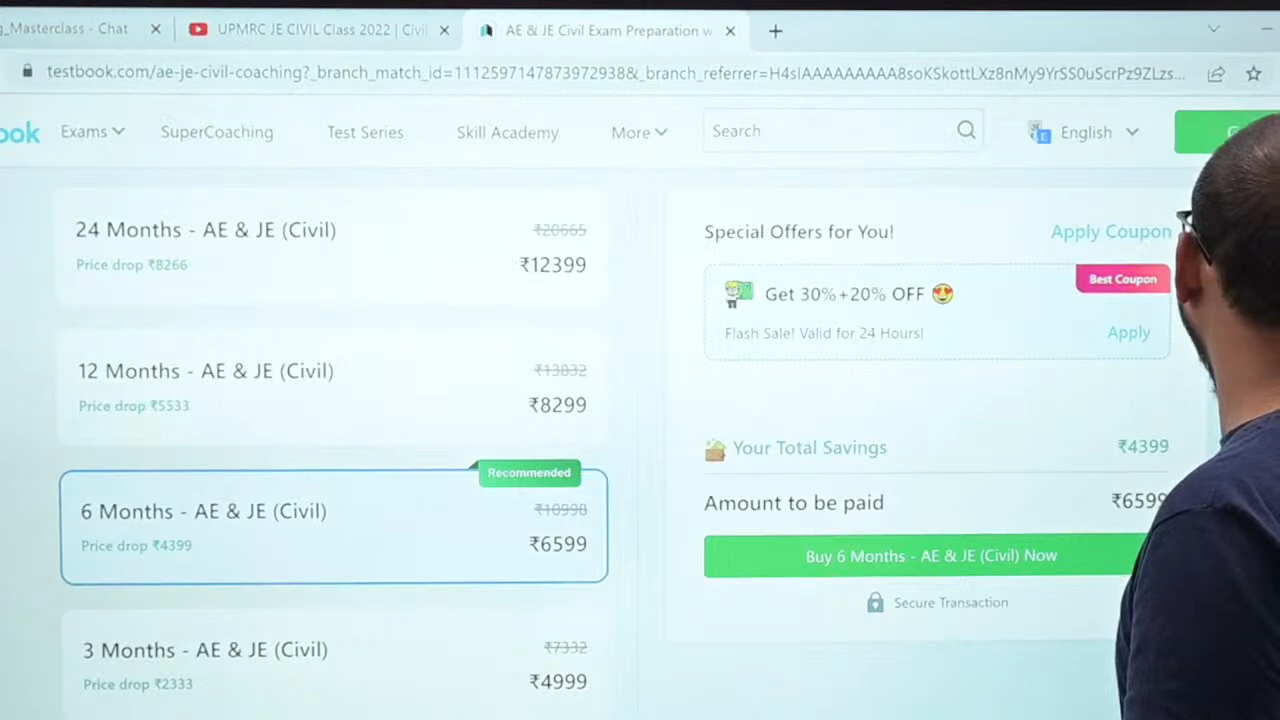 g_Masterclass - Chat
UPMRC JE CIVIL Class 2022 | Civil
AE & JE Civil Exam Preparation w
testbook.com/ae-je-civil-coaching?_branch_match_id=1112597147873972938&_branch_referrer=H4sIAAAAAAAAA8soKSkottLXz8nMy9YrSS0uScrPz9ZLzs...
ook
Exams
SuperCoaching
Test Series
Skill Academy
More
Search
English
24 Months - AE & JE (Civil)
₹20665
Price drop ₹8266
₹12399
12 Months - AE & JE (Civil)
₹13832
Price drop ₹5533
₹8299
Recommended
6 Months - AE & JE (Civil)
₹10998
Price drop ₹4399
₹6599
3 Months - AE & JE (Civil)
₹7332
Price drop ₹2333
₹4999
Special Offers for You!
Apply Coupon
Best Coupon
Get 30%+20% OFF
Flash Sale! Valid for 24 Hours!
Apply
Your Total Savings
₹4399
Amount to be paid
₹6599
Buy 6 Months - AE & JE (Civil) Now
Secure Transaction